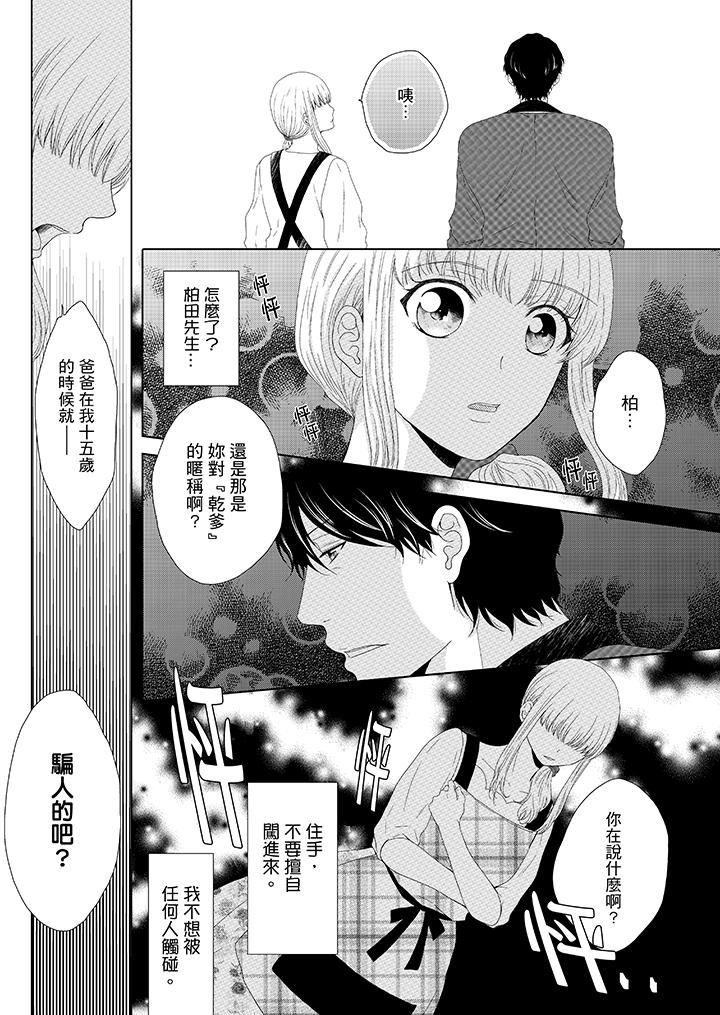 咦…
柏…
怎麼了？
柏田先生…
怦
怦
怦
怦
怦
怦
還是那是
妳對『乾爹』
的暱稱啊？
你在說什麼啊？
怦
怦
怦
住手，
不要擅自
闖進來。
我不想被
任何人觸碰。
爸爸在我十五歲
的時候就──
騙人的吧？